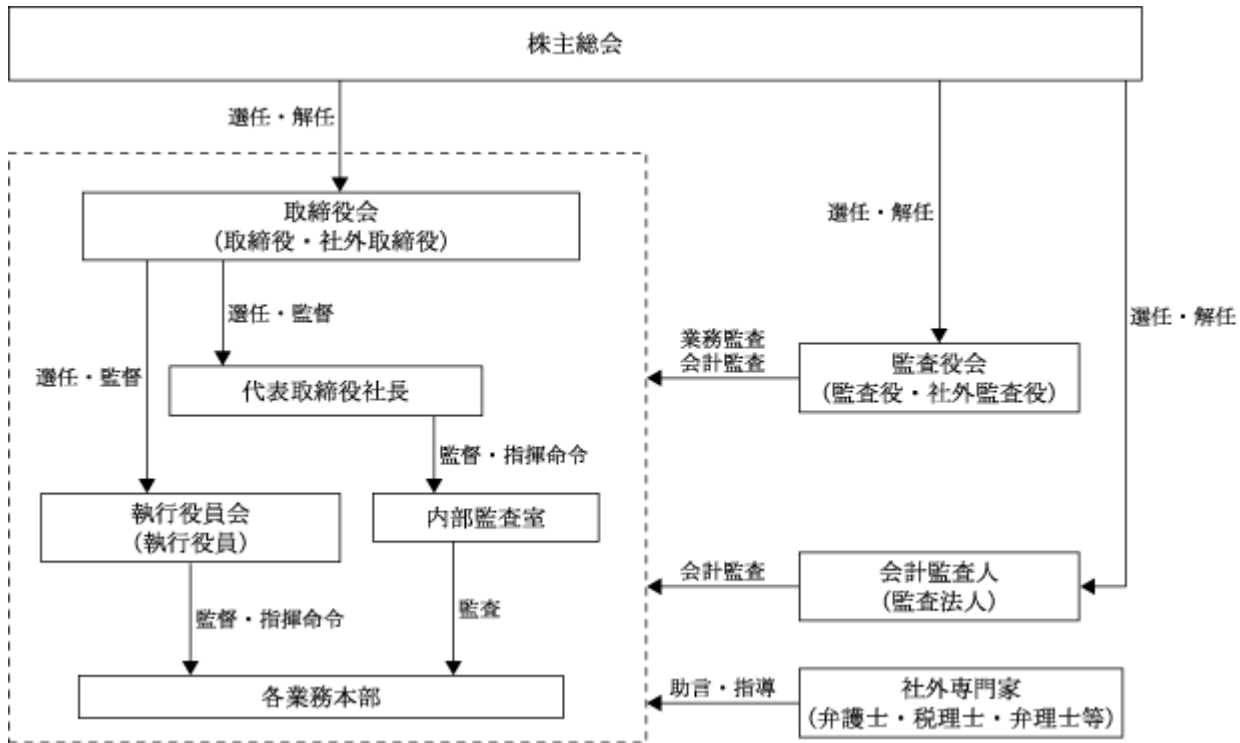 株主総会
選任・解任
取締役会
(取締役・社外取締役)
選任・解任
選任・監督
選任・解任
業務監査
会計監査
監査役会
(監査役・社外監査役)
選任・監督
代表取締役社長
監督・指揮命令
執行役員会
(執行役員)
内部監査室
会計監査
会計監査人
(監査法人)
監督・指揮命令
監査
各業務本部
助言・指導
社外専門家
(弁護士・税理士・弁理士等)